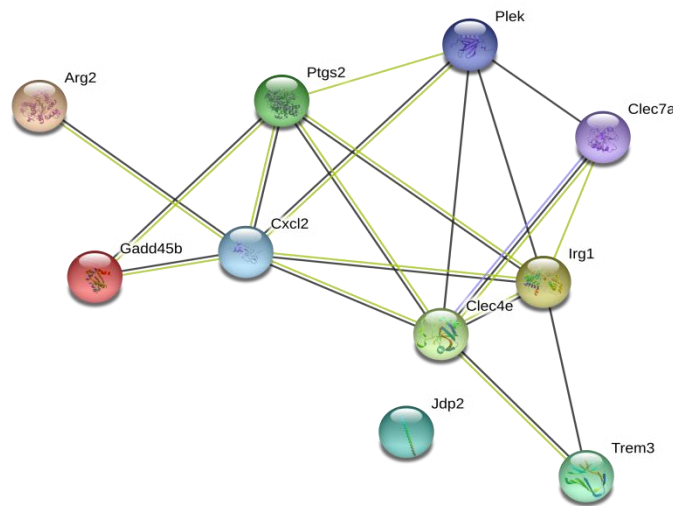 Plek
Arg2
Ptgs2
Clec7a
Cxcl2
Gadd45b
Irg1
Clec4e
Jdp2
Trem3